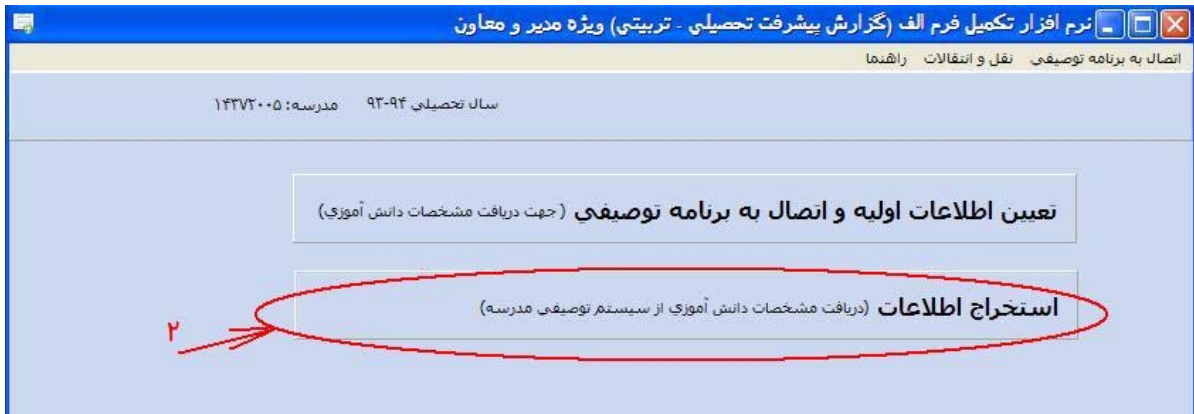 نرم افزار تکمیل فرم الف (گزارش پیشرفت تحصیلی - تربیتی) ویژه مدیر و معاون
اتصال به برنامه توصیفی نقل و انتقالات راهنما
سال تحصیلی ۹۴-۹۳ مدرسه: ۱۴۳۷۲۰۰۵
تعیین اطلاعات اولیه و اتصال به برنامه توصیفی (جهت دریافت مشخصات دانش آموزی)
استخراج اطلاعات (دریافت مشخصات دانش آموزی از سیستم توصیفی مدرسه)
۲